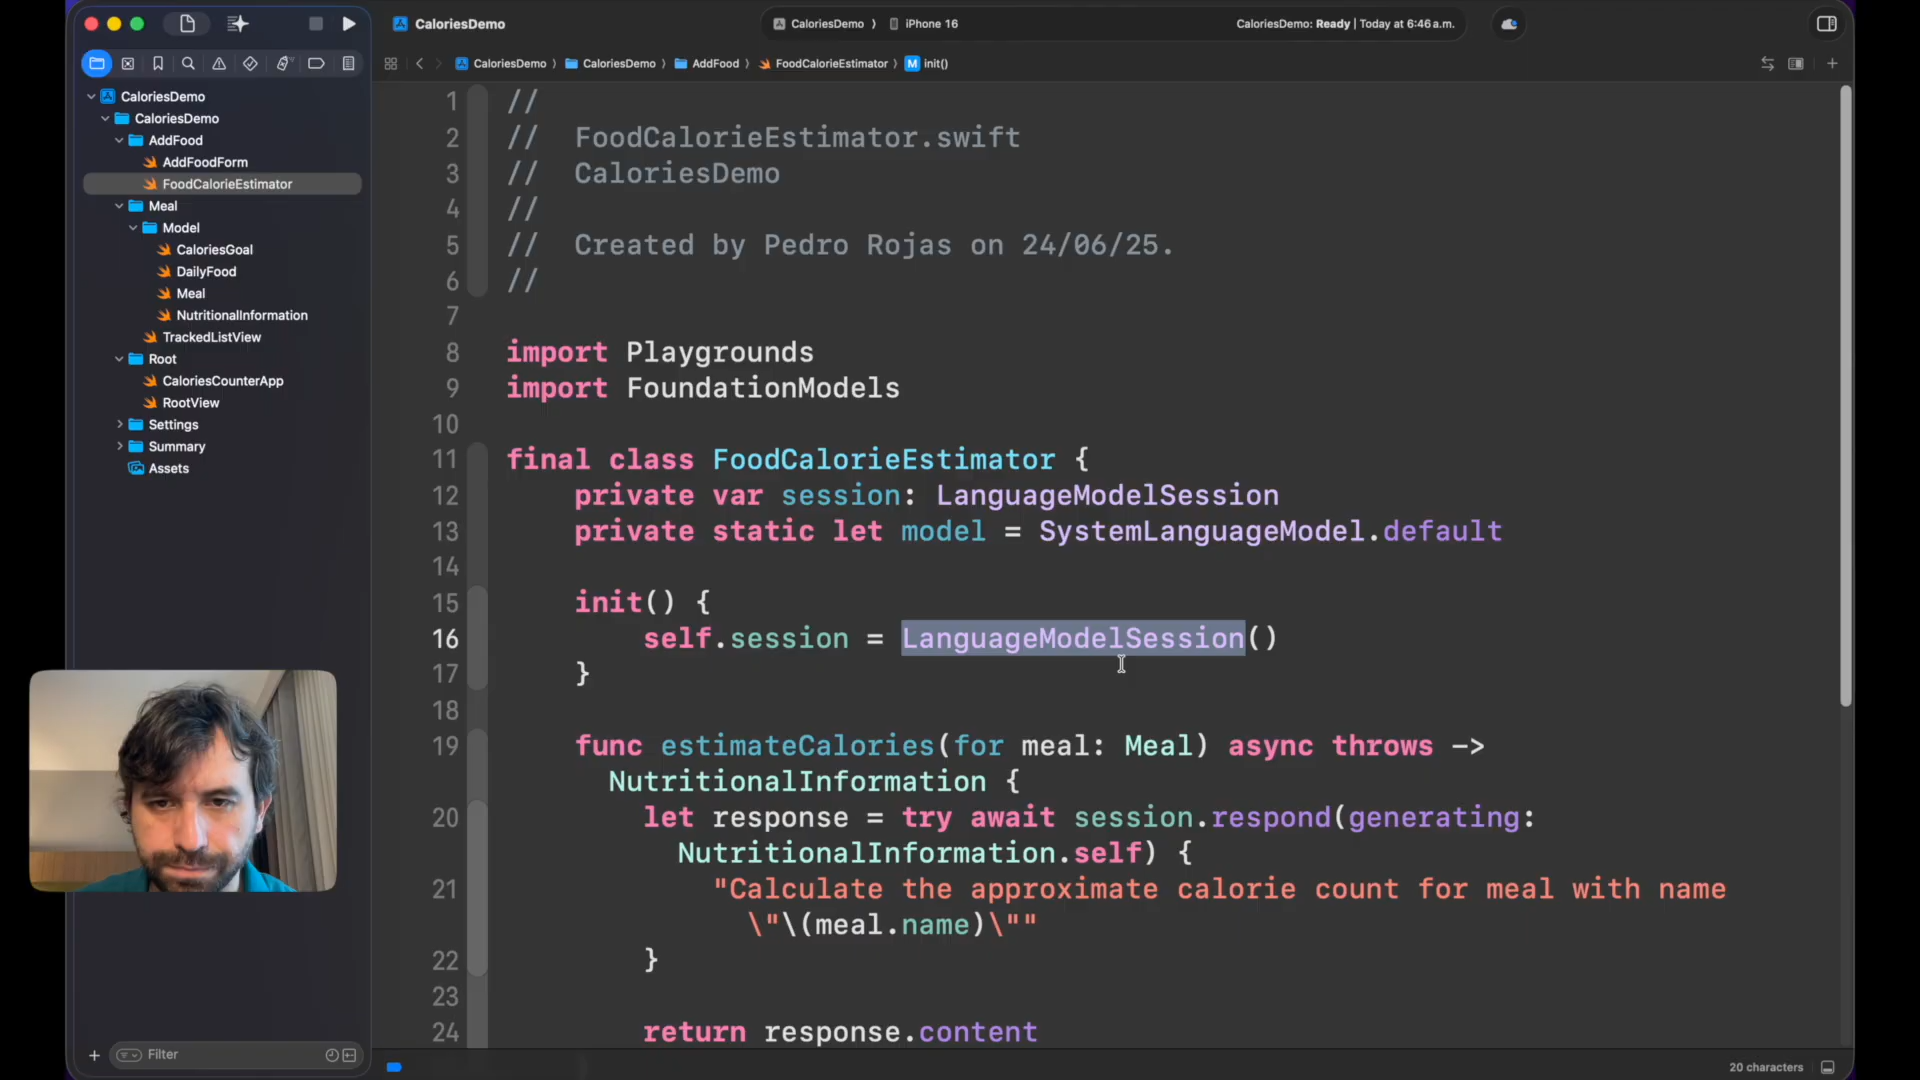 CaloriesDemo
CaloriesDemo 〉 iPhone 16
CaloriesDemo: Ready | Today at 6:46 a.m.
CaloriesDemo 〉 CaloriesDemo 〉 AddFood 〉 FoodCalorieEstimator 〉 M init()
CaloriesDemo
CaloriesDemo
AddFood
AddFoodForm
FoodCalorieEstimator
Meal
Model
CaloriesGoal
DailyFood
Meal
NutritionalInformation
TrackedListView
Root
CaloriesCounterApp
RootView
Settings
Summary
Assets
Filter
1 //
2 //  FoodCalorieEstimator.swift
3 //  CaloriesDemo
4 //
5 //  Created by Pedro Rojas on 24/06/25.
6 //
7
8 import Playgrounds
9 import FoundationModels
10
11 final class FoodCalorieEstimator {
12     private var session: LanguageModelSession
13     private static let model = SystemLanguageModel.default
14
15     init() {
16         self.session = LanguageModelSession()
17     }
18
19     func estimateCalories(for meal: Meal) async throws ->
NutritionalInformation {
20         let response = try await session.respond(generating:
NutritionalInformation.self) {
21             "Calculate the approximate calorie count for meal with name
\"\(meal.name)\""
22         }
23
24         return response.content
20 characters